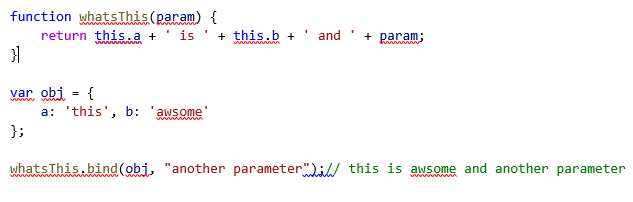 function whatsThis(param) {
    return this.a + ' is ' + this.b + ' and ' + param;
}

var obj = {
    a: 'this', b: 'awsome'
};

whatsThis.bind(obj, "another parameter");// this is awsome and another parameter